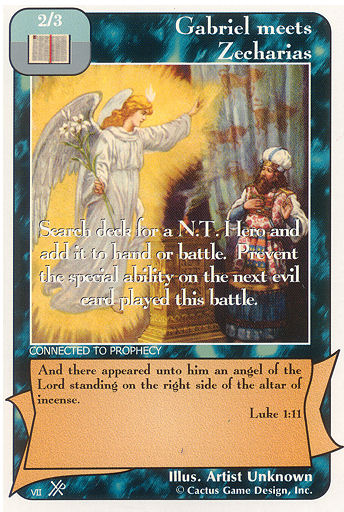 2/3
Gabriel meets
Zecharias
Search deck for a N.T. Hero and
add it to hand or battle. Prevent
the special ability on the next evil
card played this battle.
CONNECTED TO PROPHECY
And there appeared unto him an angel of the
Lord standing on the right side of the altar of
incense.
Luke 1:11
VII
Illus. Artist Unknown
© Cactus Game Design, Inc.